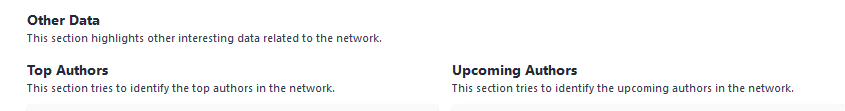 Other Data
This section highlights other interesting data related to the network.
Top Authors
This section tries to identify the top authors in the network.
Upcoming Authors
This section tries to identify the upcoming authors in the network.